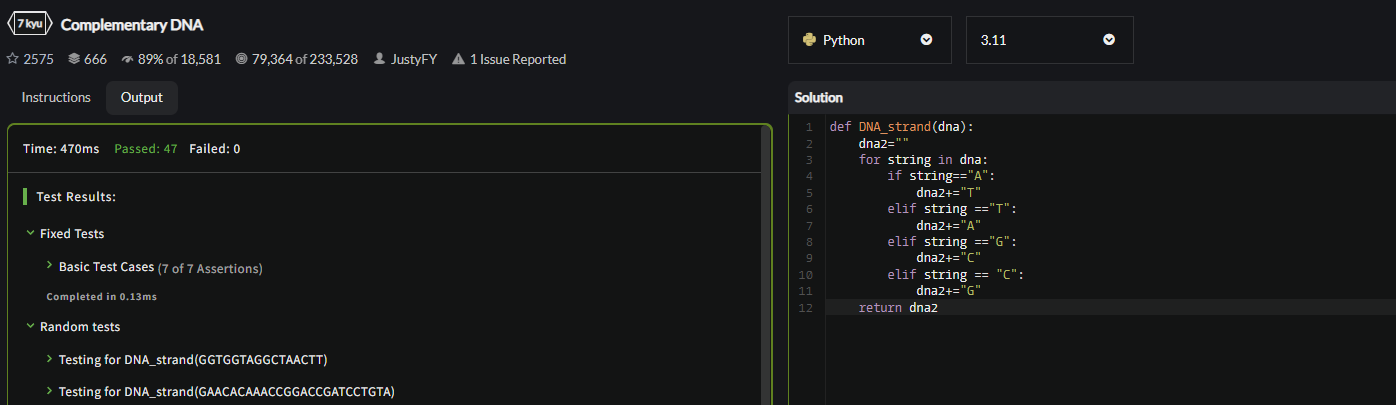 7 kyu Complementary DNA
2575 666 89% of 18,581 79,364 of 233,528 JustyFY 1 Issue Reported
Instructions Output
Time: 470ms Passed: 47 Failed: 0
Test Results:
Fixed Tests
Basic Test Cases (7 of 7 Assertions)
Completed in 0.13ms
Random tests
Testing for DNA_strand(GGTGGTAGGCTAACTT)
Testing for DNA_strand(GAACACAAACCGGACCGATCCTGTA)
Python 3.11
Solution
1 def DNA_strand(dna):
2 dna2=""
3 for string in dna:
4 if string=="A":
5 dna2+="T"
6 elif string =="T":
7 dna2+="A"
8 elif string =="G":
9 dna2+="C"
10 elif string == "C":
11 dna2+="G"
12 return dna2